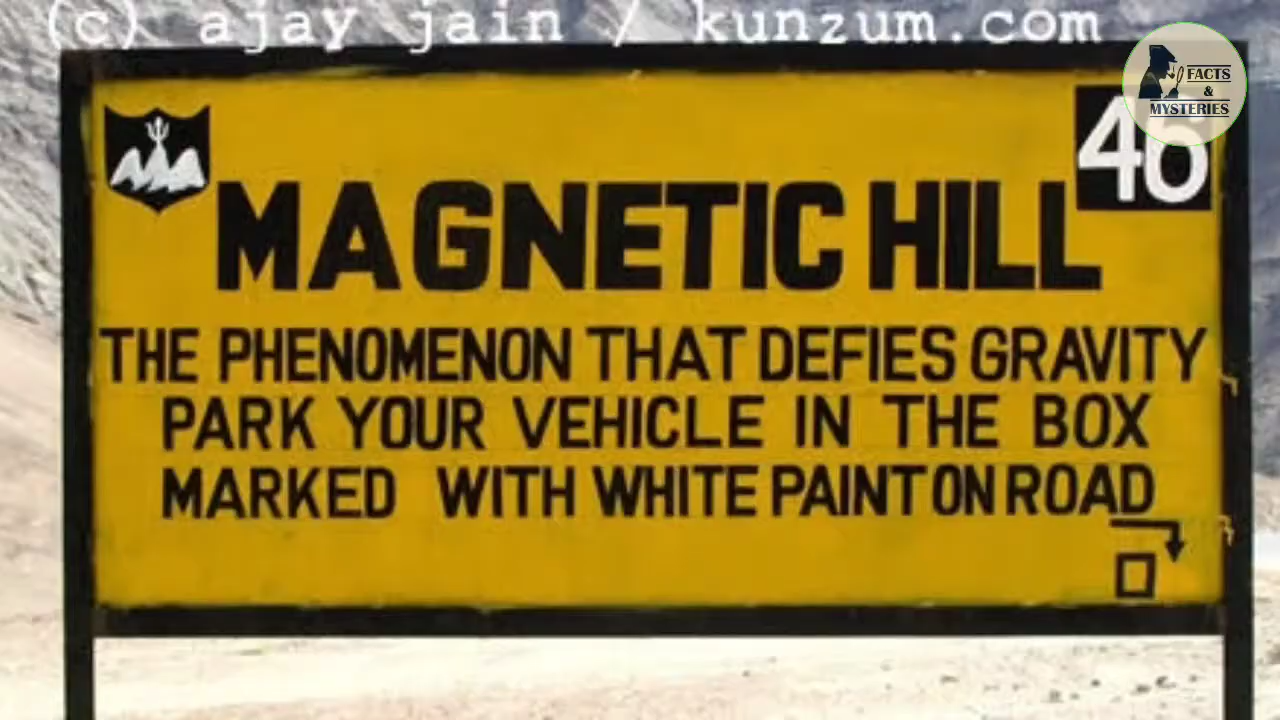 (c) ajay jain / kunzum.com
FACTS
&
MYSTERIES
46
MAGNETIC HILL
THE PHENOMENON THAT DEFIES GRAVITY
PARK YOUR VEHICLE IN THE BOX
MARKED WITH WHITE PAINT ON ROAD